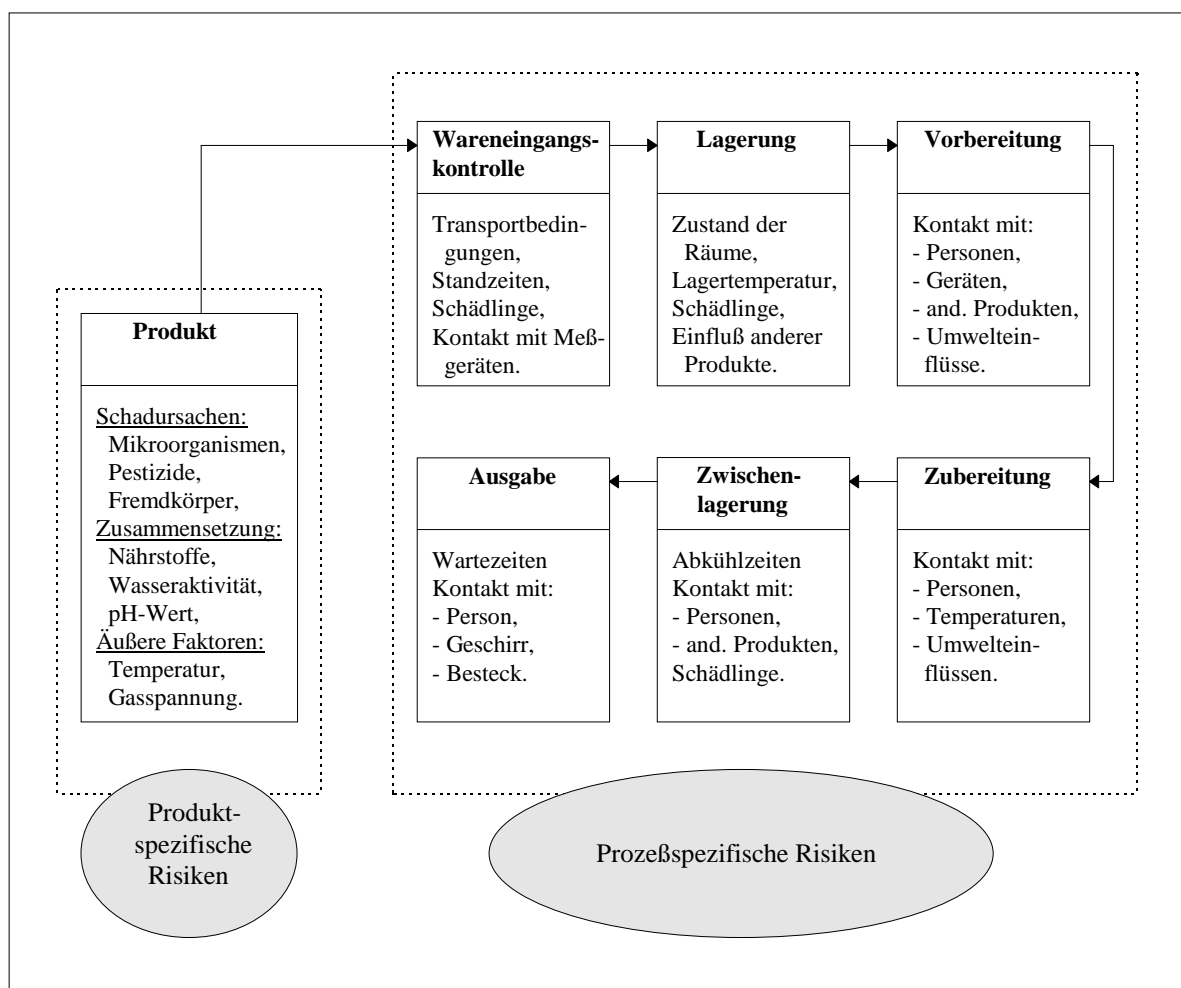 Wareneingangs-
kontrolle
Transportbedin-
gungen,
Standzeiten,
Schädlinge,
Kontakt mit Meß-
geräten.
Lagerung
Zustand der
Räume,
Lagertemperatur,
Schädlinge,
Einfluß anderer
Produkte.
Vorbereitung
Kontakt mit:
- Personen,
- Geräten,
- and. Produkten,
- Umweltein-
flüsse.
Produkt
Schadursachen:
Mikroorganismen,
Pestizide,
Fremdkörper,
Zusammensetzung:
Nährstoffe,
Wasseraktivität,
pH-Wert,
Äußere Faktoren:
Temperatur,
Gasspannung.
Ausgabe
Wartezeiten
Kontakt mit:
- Person,
- Geschirr,
- Besteck.
Zwischen-
lagerung
Abkühlzeiten
Kontakt mit:
- Personen,
- and. Produkten,
Schädlinge.
Zubereitung
Kontakt mit:
- Personen,
- Temperaturen,
- Umweltein-
flüssen.
Produkt-
spezifische
Risiken
Prozeßspezifische Risiken